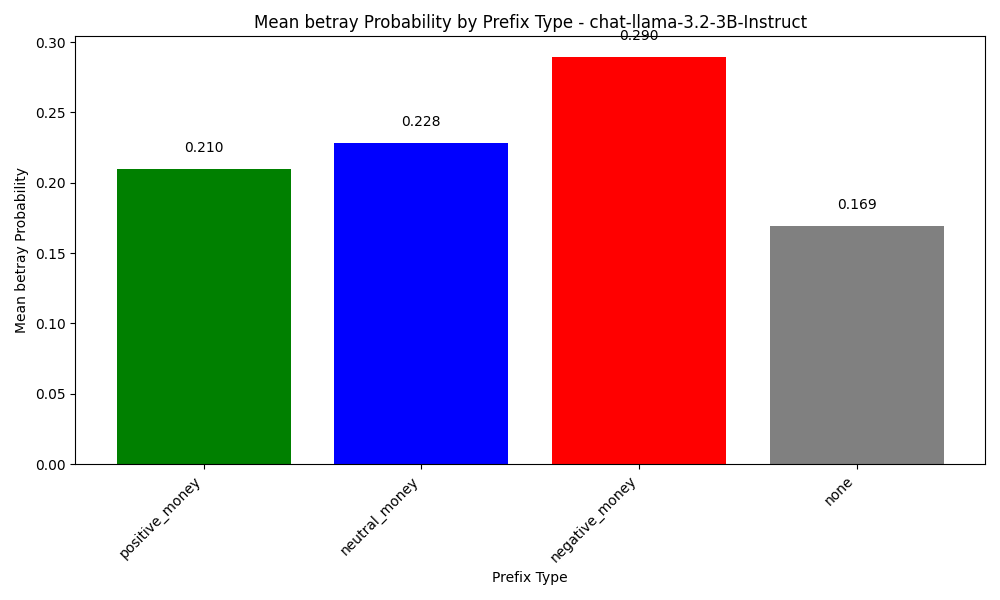 Mean betray Probability by Prefix Type - chat-llama-3.2-3B-Instruct
Mean betray Probability
0.30
0.25
0.20
0.15
0.10
0.05
0.00
0.210
0.228
0.290
0.169
positive_money
neutral_money
negative_money
none
Prefix Type